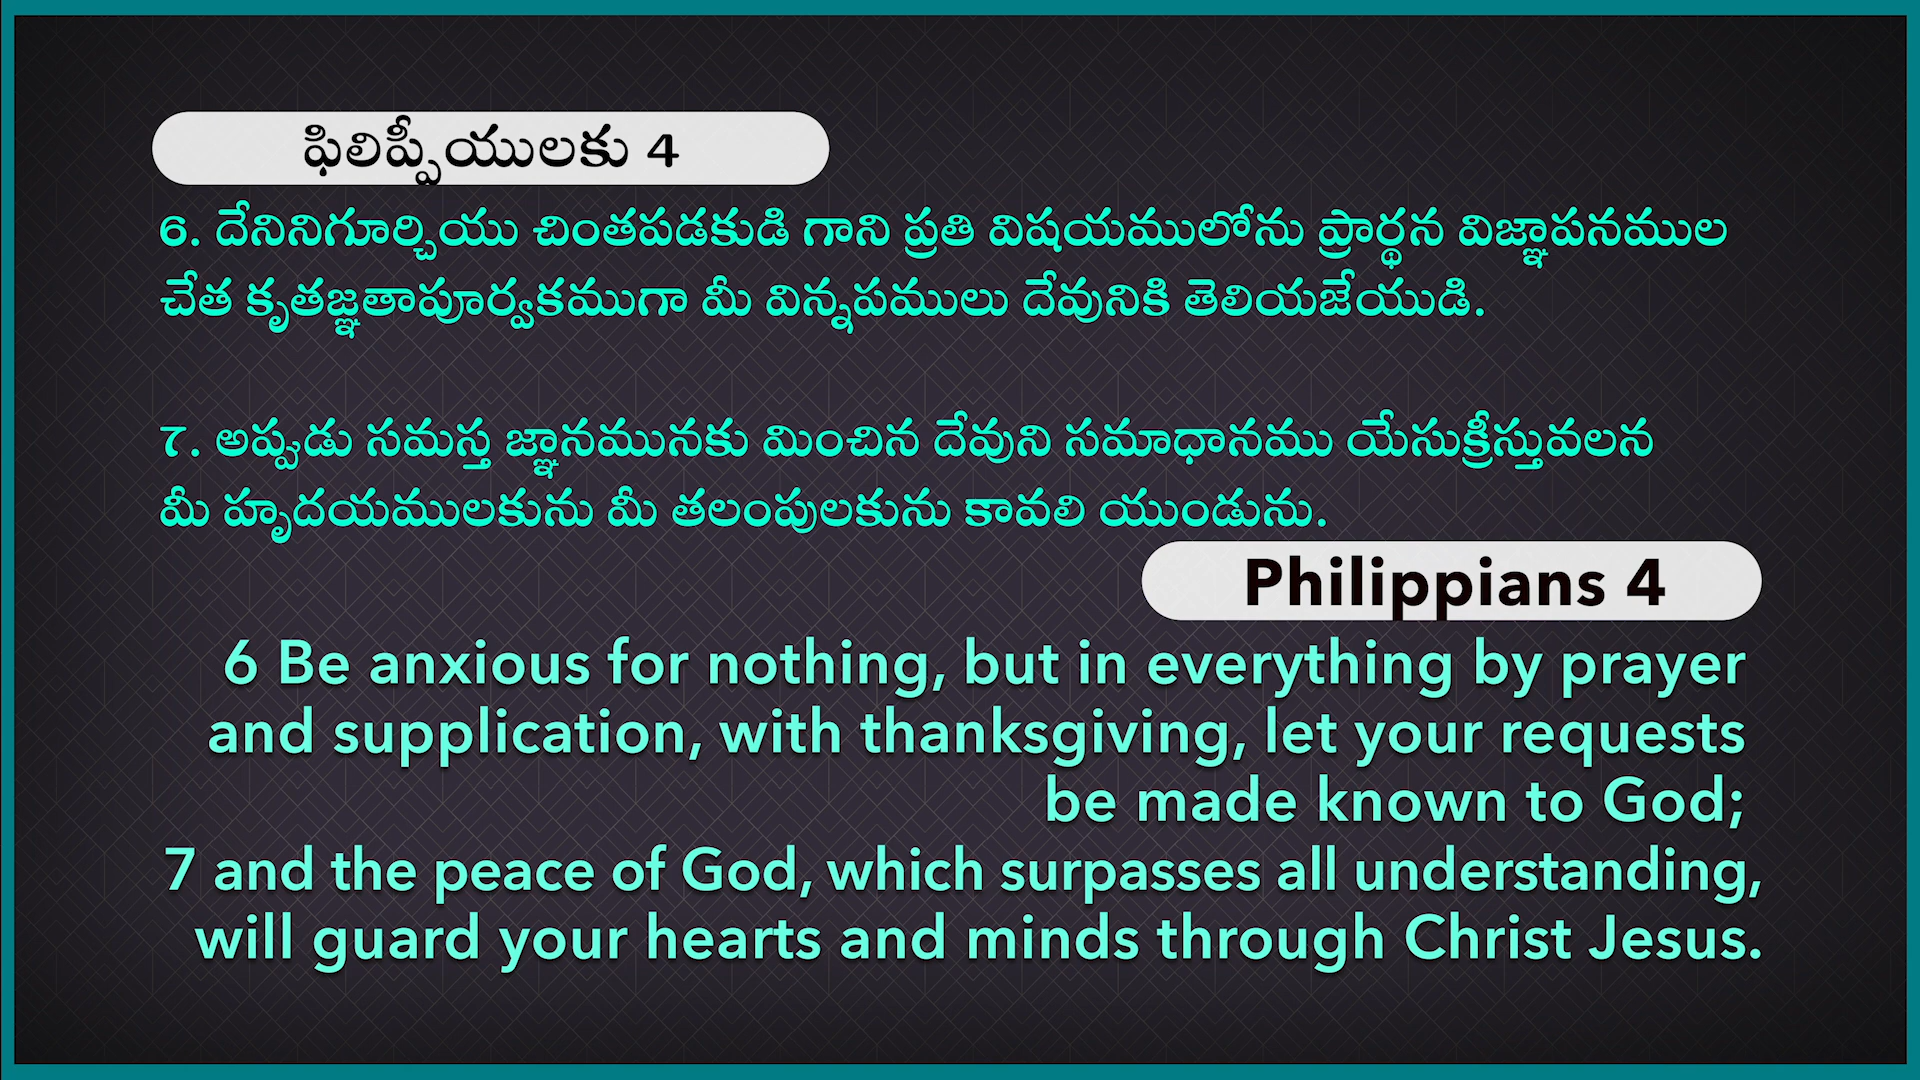 ఫిలిప్పీయులకు 4
6. దేనినిగూర్చియు చింతపడకుడి గాని ప్రతి విషయములోను ప్రార్థన విజ్ఞాపనముల
చేత కృతజ్ఞతాపూర్వకముగా మీ విన్నపములు దేవునికి తెలియజేయుడి.
7. అప్పుడు సమస్త జ్ఞానమునకు మించిన దేవుని సమాధానము యేసుక్రీస్తువలన
మీ హృదయములకును మీ తలంపులకును కావలి యుండును.
Philippians 4
6 Be anxious for nothing, but in everything by prayer
and supplication, with thanksgiving, let your requests
be made known to God;
7 and the peace of God, which surpasses all understanding,
will guard your hearts and minds through Christ Jesus.